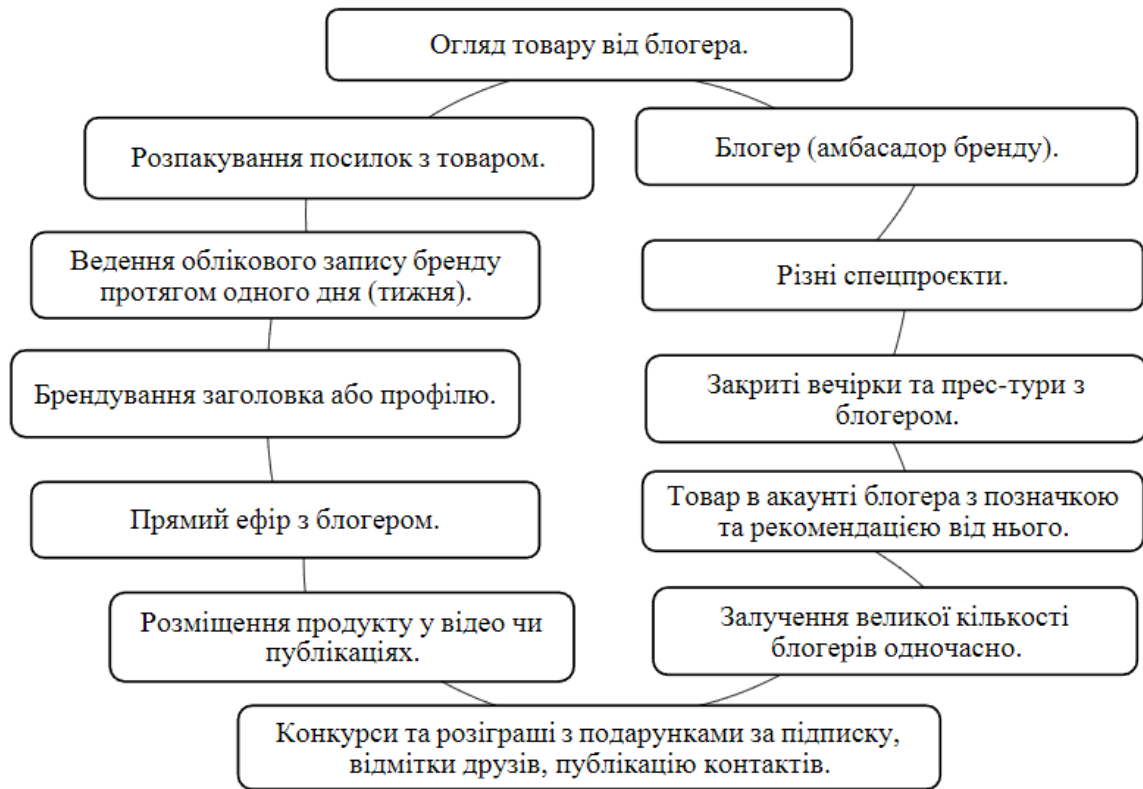 Огляд товару від блогера.
Розпакування посилок з товаром.
Блогер (амбасадор бренду).
Ведення облікового запису бренду
протягом одного дня (тижня).
Різні спецпроєкти.
Брендування заголовка або профілю.
Закриті вечірки та прес-тури з
блогером.
Прямий ефір з блогером.
Товар в акаунті блогера з позначкою
та рекомендацією від нього.
Розміщення продукту у відео чи
публікаціях.
Залучення великої кількості
блогерів одночасно.
Конкурси та розіграші з подарунками за підписку,
відмітки друзів, публікацію контактів.